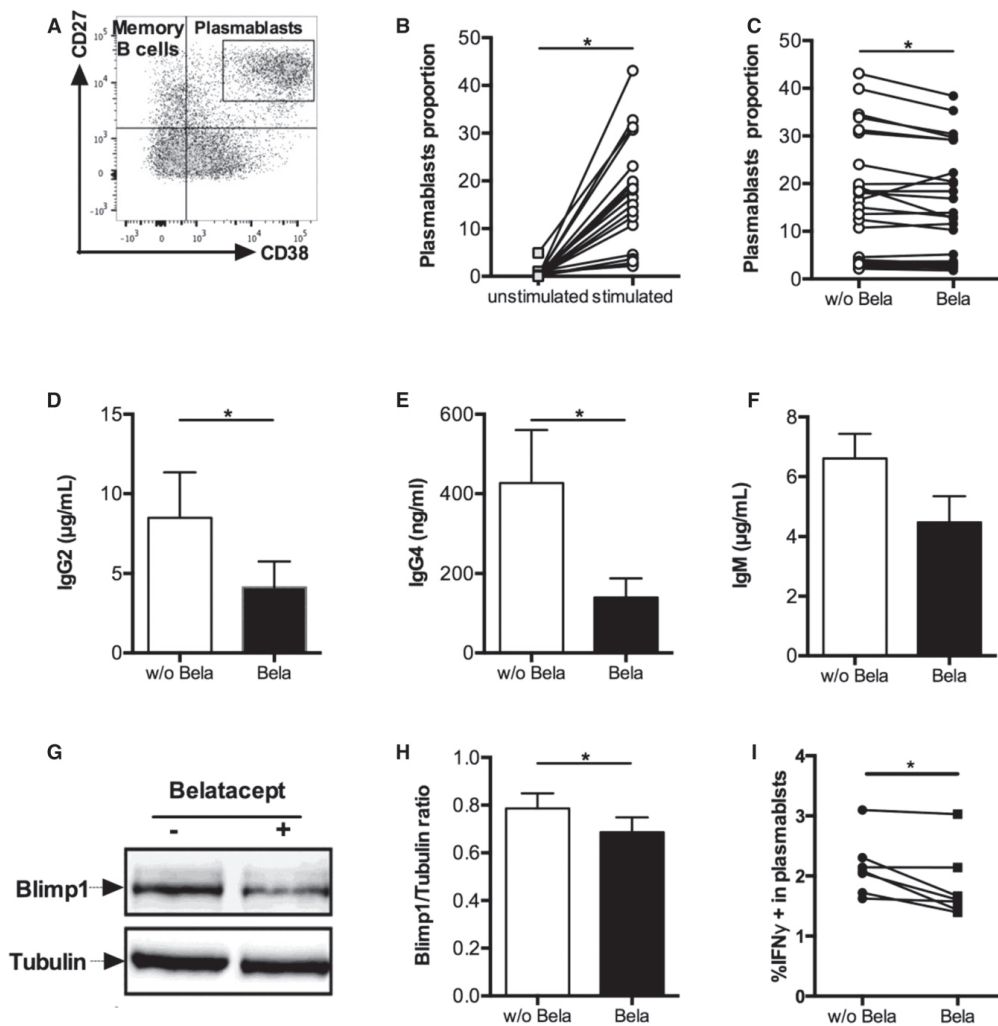 A
CD27
Memory
B cells
Plasmablasts
10⁵
10⁴
10³
0
-10³
-10³ 0 10³ 10⁴ 10⁵
CD38
B
Plasmablasts proportion
50
40
30
20
10
0
*
unstimulated stimulated
C
Plasmablasts proportion
50
40
30
20
10
0
*
w/o Bela Bela
D
IgG2 (µg/mL)
15
10
5
0
*
w/o Bela Bela
E
IgG4 (ng/ml)
600
400
200
0
*
w/o Bela Bela
F
IgM (µg/mL)
8
6
4
2
0
w/o Bela Bela
G
Belatacept
- +
Blimp1
Tubulin
H
Blimp1/Tubulin ratio
1.0
0.8
0.6
0.4
0.2
0.0
*
w/o Bela Bela
I
%IFNγ + in plasmablsts
4
3
2
1
0
*
w/o Bela Bela